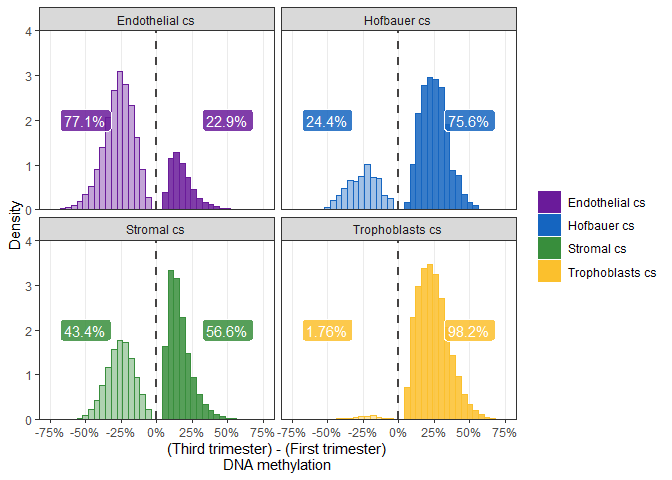 Endothelial cs
Hofbauer cs
4
3
2
1
0
77.1%
22.9%
24.4%
75.6%
Density
Stromal cs
Trophoblasts cs
4
3
2
1
0
43.4%
56.6%
1.76%
98.2%
-75% -50% -25% 0% 25% 50% 75%
-75% -50% -25% 0% 25% 50% 75%
(Third trimester) - (First trimester)
DNA methylation
Endothelial cs
Hofbauer cs
Stromal cs
Trophoblasts cs